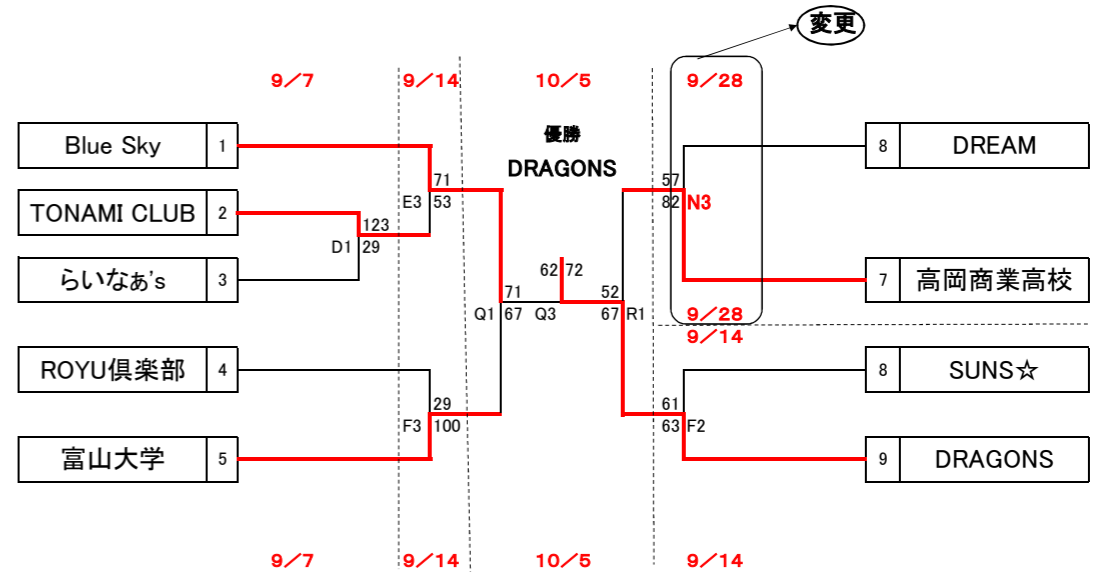 変更
9／7
9／14
10／5
9／28
優勝
DRAGONS
Blue Sky 1
8 DREAM
71
E3 53
57
82 N3
TONAMI CLUB 2
123
D1 29
らいなぁ's 3
7 高岡商業高校
62 72
71
Q1 67 Q3
52
67 R1
9／28
9／14
ROYU倶楽部 4
8 SUNS☆
29
F3 100
61
63 F2
富山大学 5
9 DRAGONS
9／7
9／14
10／5
9／14